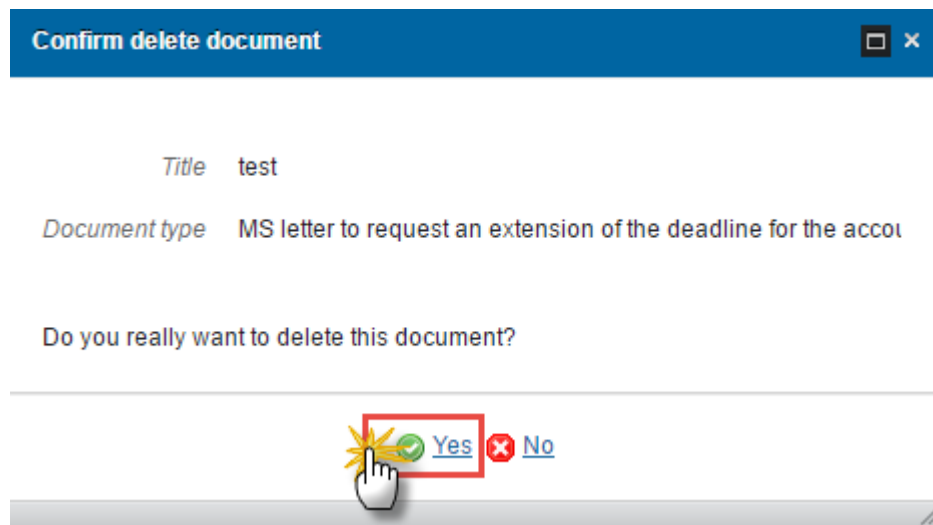 Confirm delete document
Title test
Document type MS letter to request an extension of the deadline for the accou
Do you really want to delete this document?
Yes No